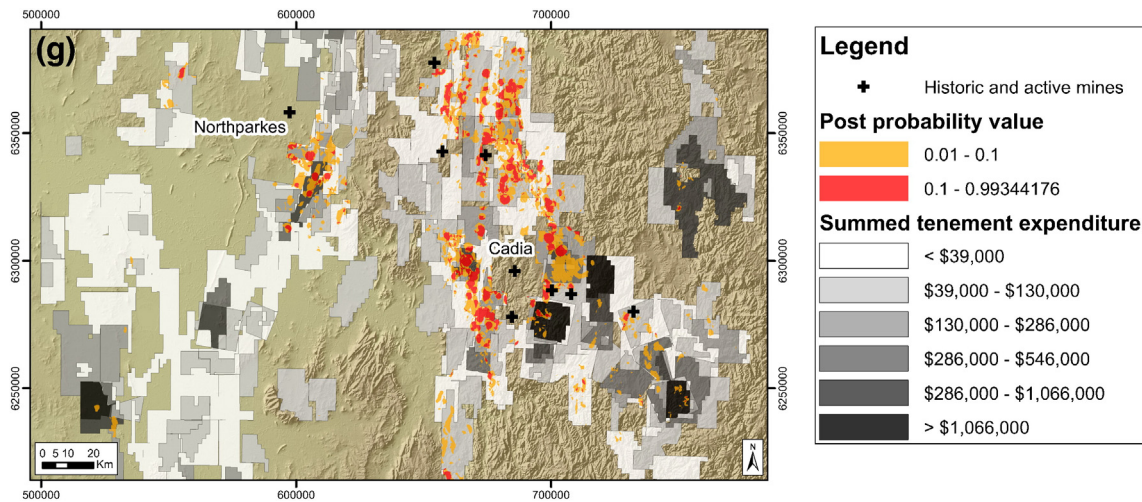 500000
600000
700000
(g)
6350000
6350000
Northparkes
6300000
6300000
Cadia
6250000
6250000
0 5 10 20
Km
N
500000
600000
700000
Legend
Historic and active mines
Post probability value
0.01 - 0.1
0.1 - 0.99344176
Summed tenement expenditure
< $39,000
$39,000 - $130,000
$130,000 - $286,000
$286,000 - $546,000
$286,000 - $1,066,000
> $1,066,000